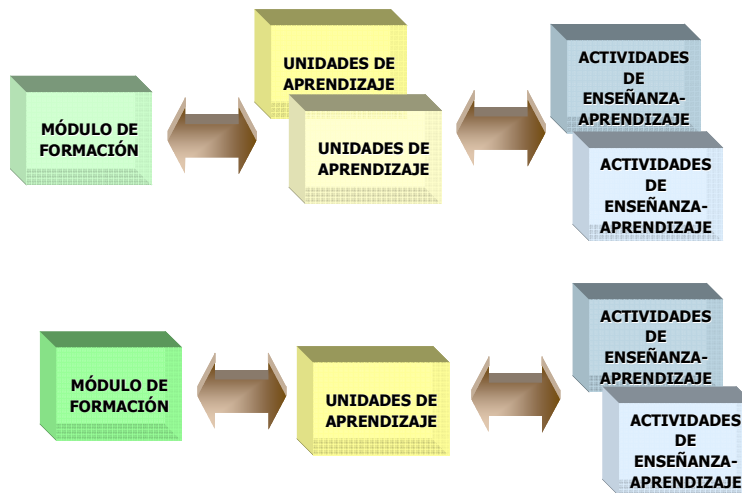 MÓDULO DE
FORMACIÓN
UNIDADES DE
APRENDIZAJE
UNIDADES DE
APRENDIZAJE
ACTIVIDADES
DE
ENSEÑANZA-
APRENDIZAJE
ACTIVIDADES
DE
ENSEÑANZA-
APRENDIZAJE
MÓDULO DE
FORMACIÓN
UNIDADES DE
APRENDIZAJE
ACTIVIDADES
DE
ENSEÑANZA-
APRENDIZAJE
ACTIVIDADES
DE
ENSEÑANZA-
APRENDIZAJE